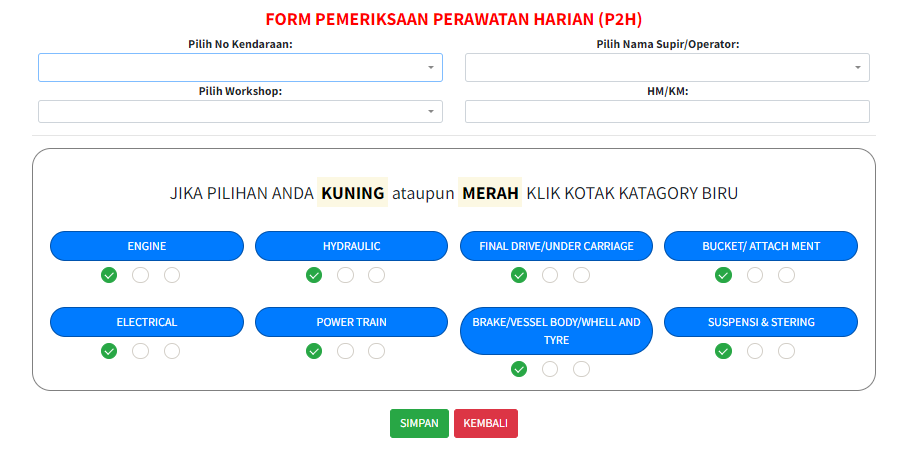 FORM PEMERIKSAAN PERAWATAN HARIAN (P2H)
Pilih No Kendaraan:
Pilih Nama Supir/Operator:
Pilih Workshop:
HM/KM:
JIKA PILIHAN ANDA KUNING ataupun MERAH KLIK KOTAK KATAGORY BIRU
ENGINE
HYDRAULIC
FINAL DRIVE/UNDER CARRIAGE
BUCKET/ ATTACH MENT
ELECTRICAL
POWER TRAIN
BRAKE/VESSEL BODY/WHELL AND
TYRE
SUSPENSI & STERING
SIMPAN
KEMBALI